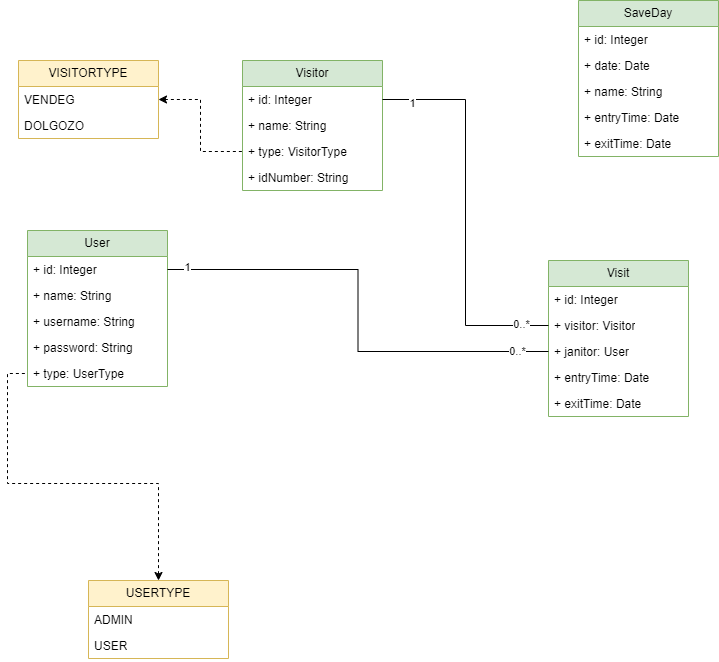 SaveDay
+ id: Integer
+ date: Date
+ name: String
+ entryTime: Date
+ exitTime: Date
VISITORTYPE
VENDEG
DOLGOZO
Visitor
+ id: Integer
+ name: String
+ type: VisitorType
+ idNumber: String
1
User
+ id: Integer
+ name: String
+ username: String
+ password: String
+ type: UserType
1
Visit
+ id: Integer
+ visitor: Visitor
+ janitor: User
+ entryTime: Date
+ exitTime: Date
0..*
0..*
USERTYPE
ADMIN
USER